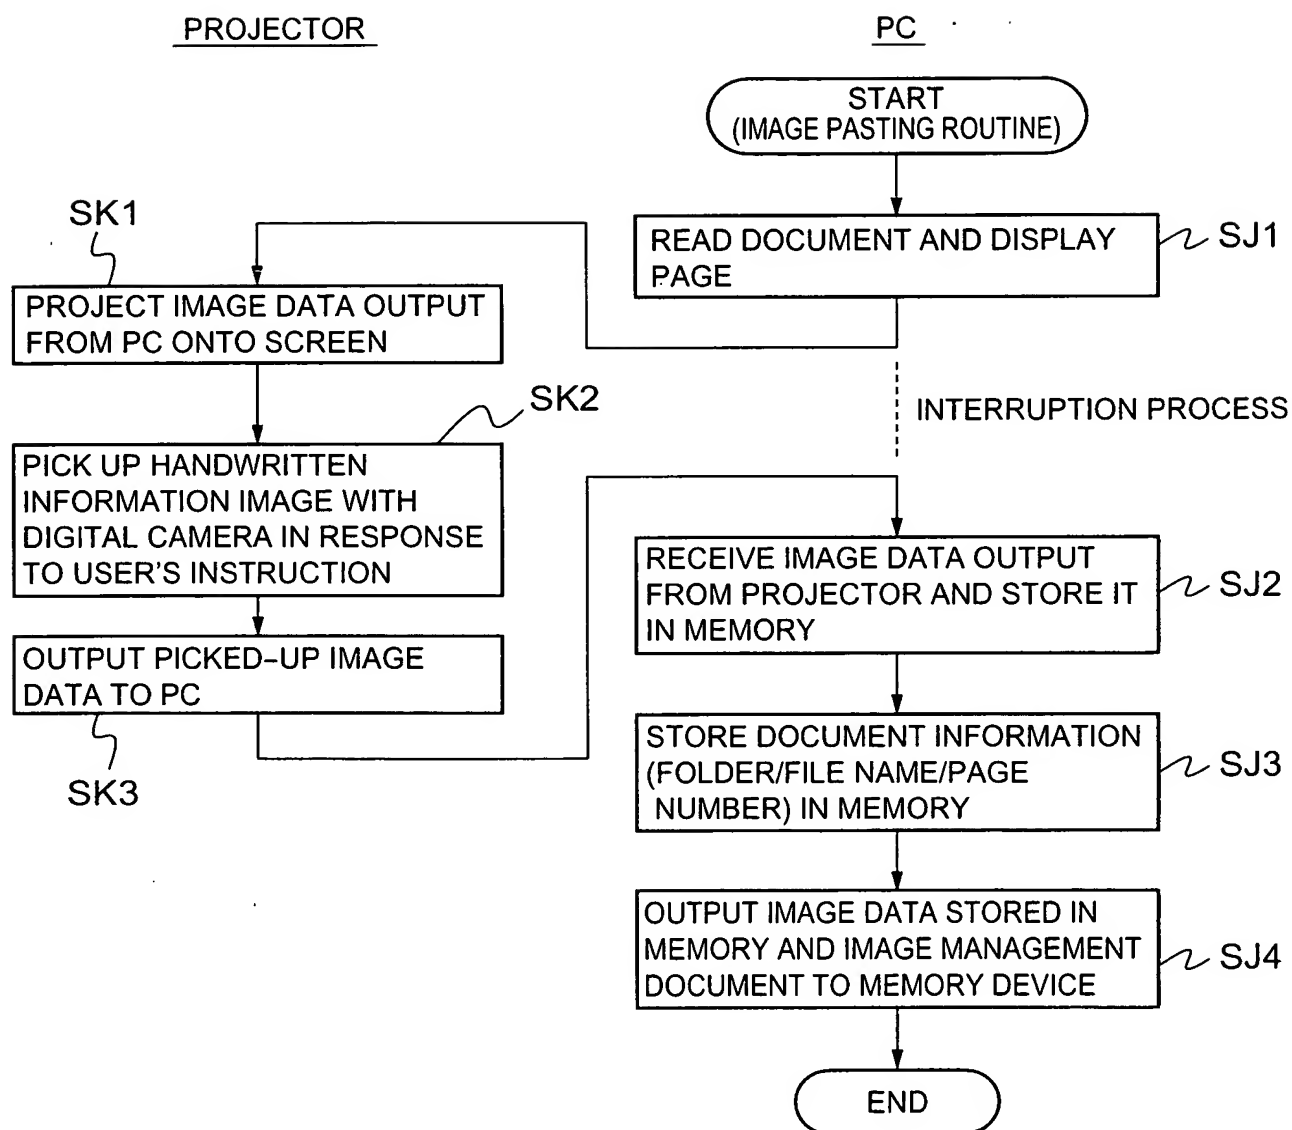 PROJECTOR
PC
START
(IMAGE PASTING ROUTINE)
SK1
READ DOCUMENT AND DISPLAY
PAGE
SJ1
PROJECT IMAGE DATA OUTPUT
FROM PC ONTO SCREEN
SK2
INTERRUPTION PROCESS
PICK UP HANDWRITTEN
INFORMATION IMAGE WITH
DIGITAL CAMERA IN RESPONSE
TO USER'S INSTRUCTION
RECEIVE IMAGE DATA OUTPUT
FROM PROJECTOR AND STORE IT
IN MEMORY
SJ2
OUTPUT PICKED-UP IMAGE
DATA TO PC
SK3
STORE DOCUMENT INFORMATION
(FOLDER/FILE NAME/PAGE
NUMBER) IN MEMORY
SJ3
OUTPUT IMAGE DATA STORED IN
MEMORY AND IMAGE MANAGEMENT
DOCUMENT TO MEMORY DEVICE
SJ4
END